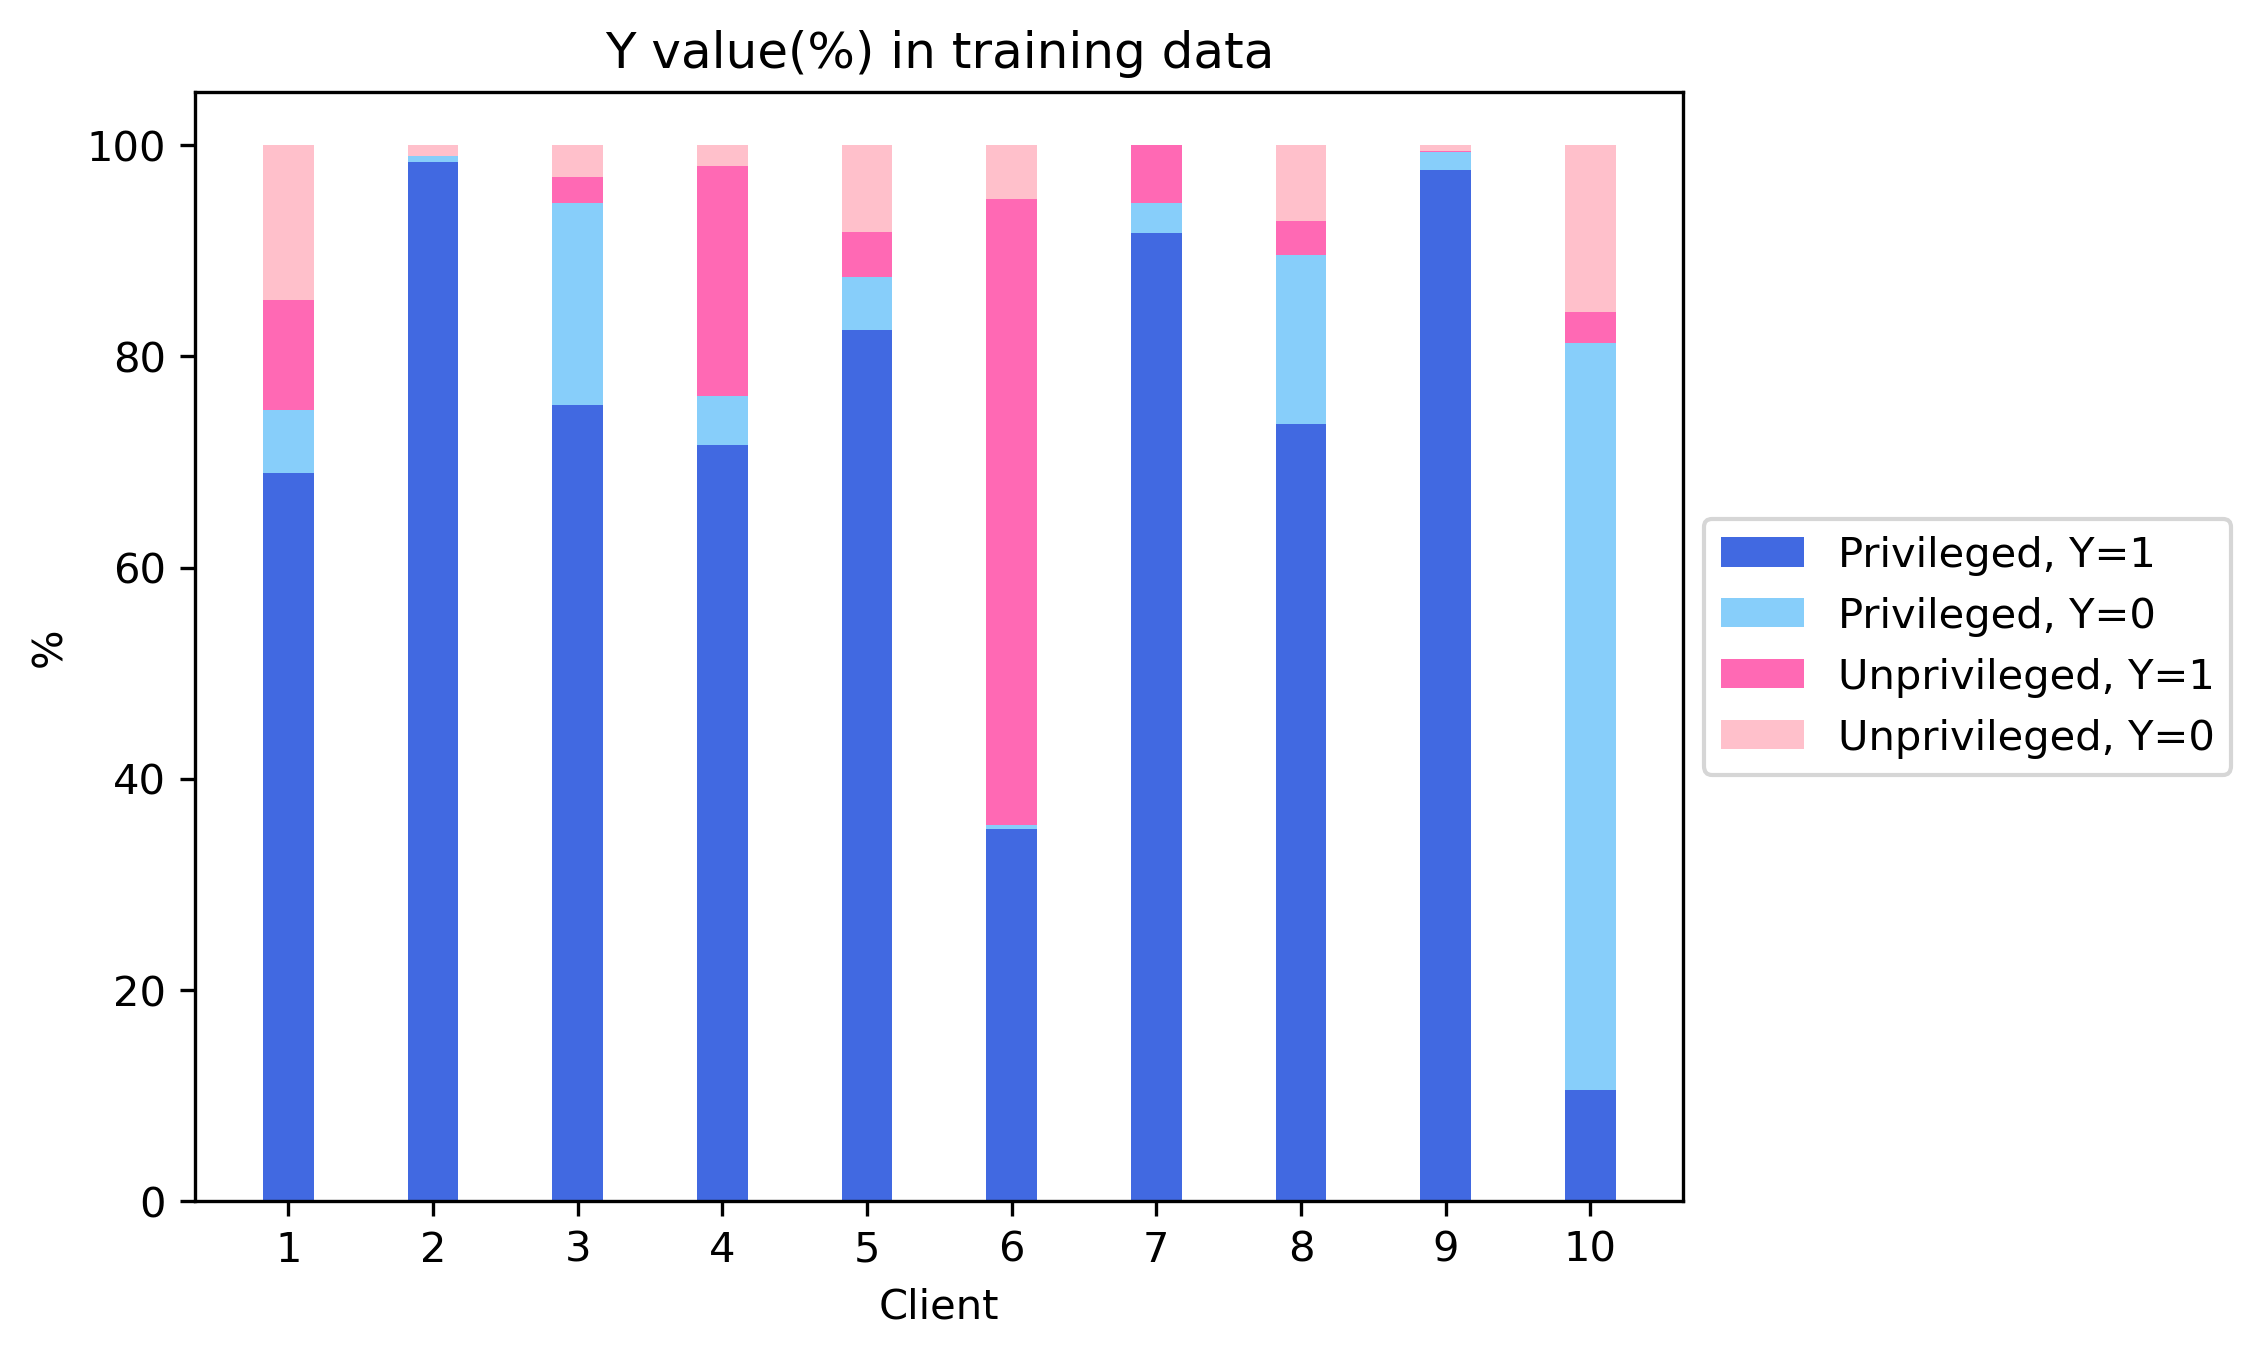 Y value(%) in training data
100
80
60
40
20
0
%
1 2 3 4 5 6 7 8 9 10
Client
Privileged, Y=1
Privileged, Y=0
Unprivileged, Y=1
Unprivileged, Y=0